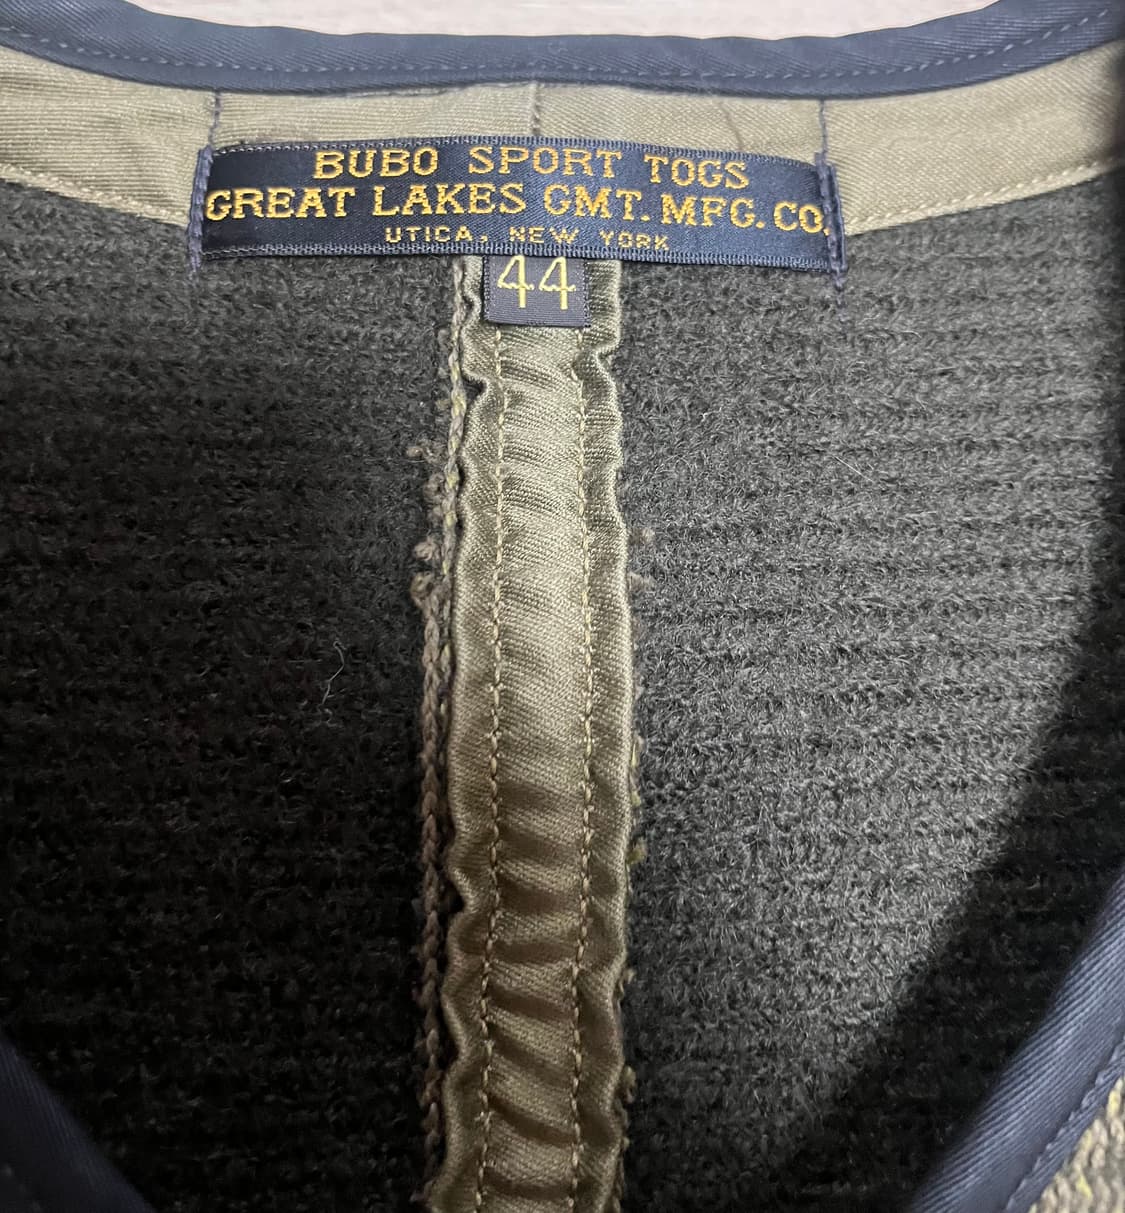 BUBO SPORT TOGS
GREAT LAKES GMT. MFG. CO.
UTICA, NEW YORK
44